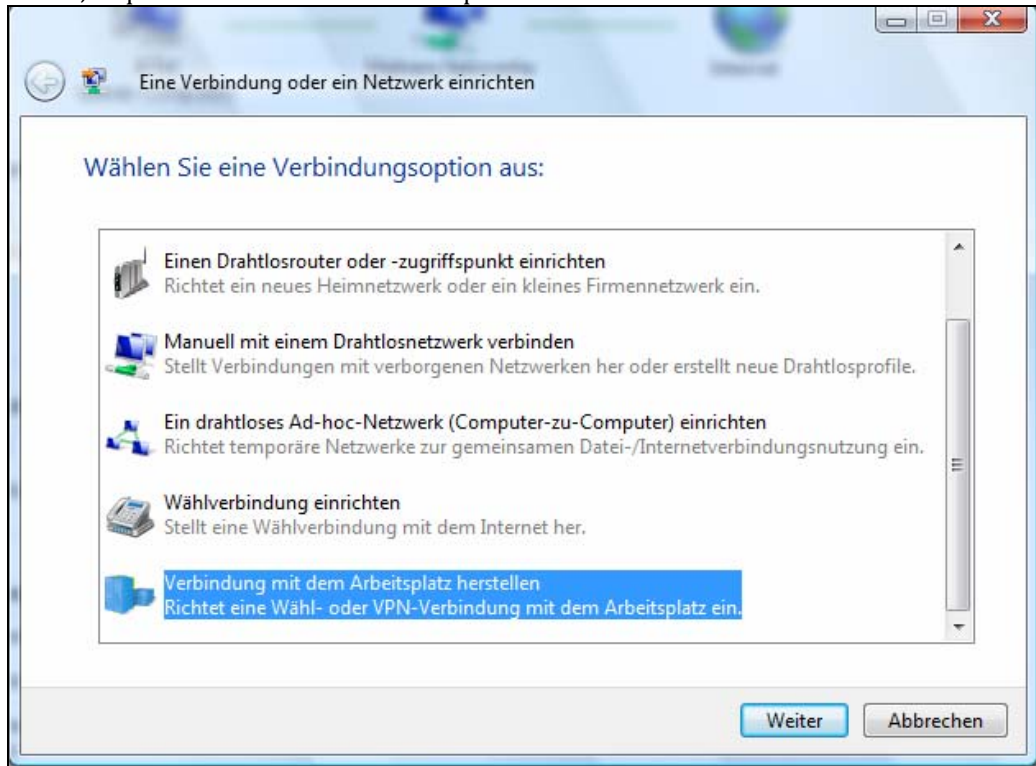 Eine Verbindung oder ein Netzwerk einrichten
Wählen Sie eine Verbindungsoption aus:
Einen Drahtlosrouter oder -zugriffspunkt einrichten
Richtet ein neues Heimnetzwerk oder ein kleines Firmennetzwerk ein.
Manuell mit einem Drahtlosnetzwerk verbinden
Stellt Verbindungen mit verborgenen Netzwerken her oder erstellt neue Drahtlosprofile.
Ein drahtloses Ad-hoc-Netzwerk (Computer-zu-Computer) einrichten
Richtet temporäre Netzwerke zur gemeinsamen Datei-/Internetverbindungsnutzung ein.
Wählverbindung einrichten
Stellt eine Wählverbindung mit dem Internet her.
Verbindung mit dem Arbeitsplatz herstellen
Richtet eine Wähl- oder VPN-Verbindung mit dem Arbeitsplatz ein.
Weiter
Abbrechen